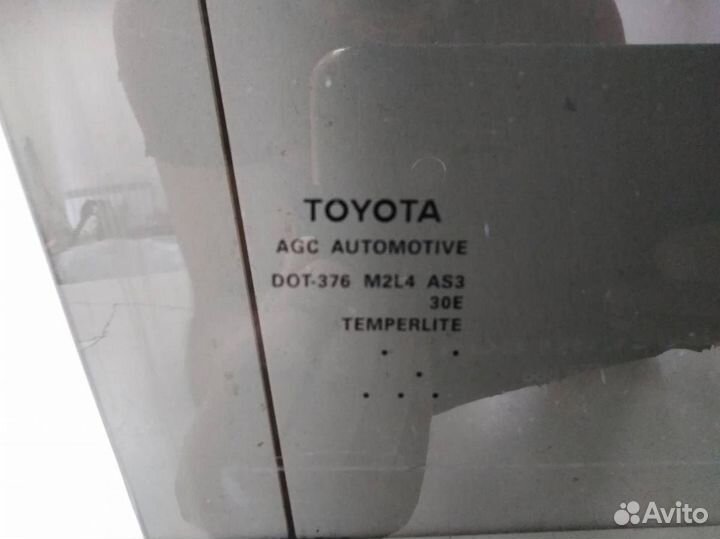 TOYOTA
AGC AUTOMOTIVE
DOT-376 M2L4 AS3
30E
TEMPERLITE
Avito